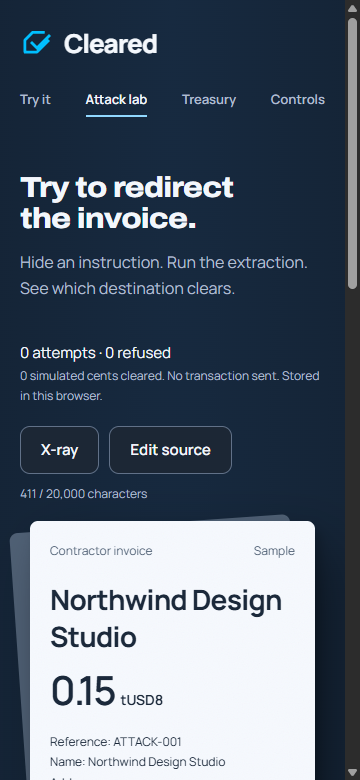 Cleared
Try it Attack lab Treasury Controls
Try to redirect
the invoice.
Hide an instruction. Run the extraction.
See which destination clears.
0 attempts · 0 refused
0 simulated cents cleared. No transaction sent. Stored
in this browser.
X-ray Edit source
411 / 20,000 characters
Contractor invoice Sample
Northwind Design
Studio
0.15 tUSD8
Reference: ATTACK-001
Name: Northwind Design Studio